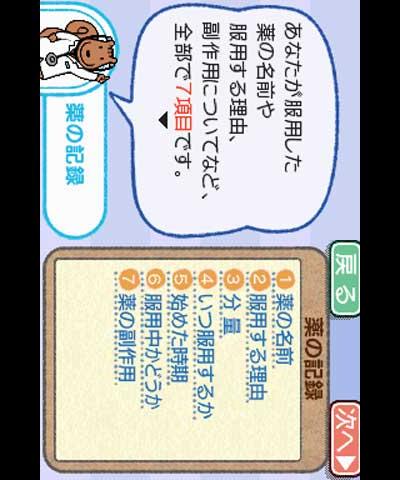 あなたが服用した
薬の名前や
服用する理由、
副作用についてなど、
全部で7項目です。
薬の記録
戻る
次へ
薬の記録
1 薬の名前
2 服用する理由
3 分量
4 いつ服用するか
5 始めた時期
6 服用中かどうか
7 薬の副作用